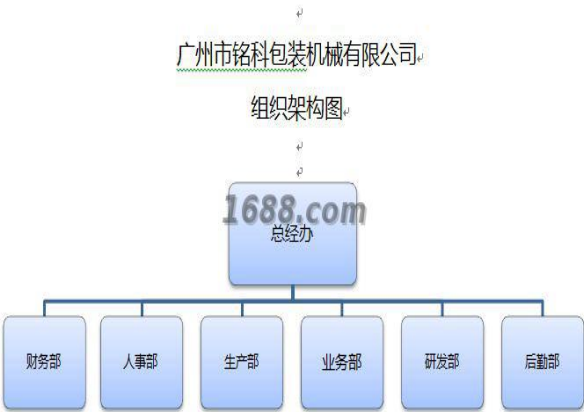 广州市铭科包装机械有限公司
组织架构图
1688.com
总经办
财务部
人事部
生产部
业务部
研发部
后勤部